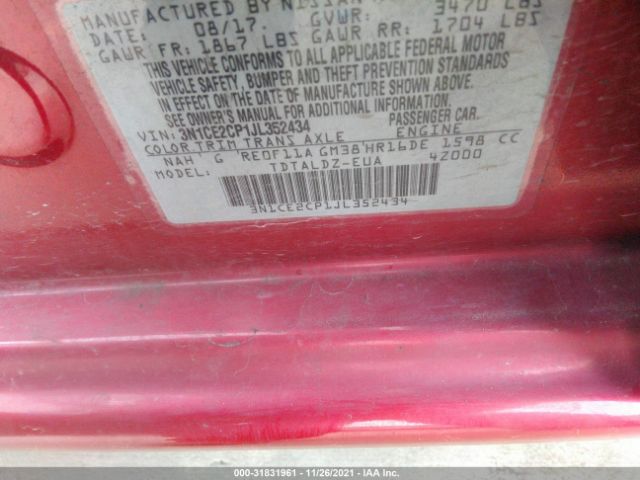 MANUFACTURED BY NISSAN
DATE: 08/17 GVWR: 3470 LBS
GAWR FR: 1867 LBS GAWR RR: 1704 LBS
THIS VEHICLE CONFORMS TO ALL APPLICABLE FEDERAL MOTOR
VEHICLE SAFETY, BUMPER AND THEFT PREVENTION STANDARDS
IN EFFECT ON THE DATE OF MANUFACTURE SHOWN ABOVE.
SEE OWNER'S MANUAL FOR ADDITIONAL INFORMATION.
VIN: 3N1CE2CP1JL352434 PASSENGER CAR
COLOR TRIM TRANS AXLE ENGINE
NAH G RE0F11A GM38 HR16DE 1598 CC
MODEL: TDTALDZ-EUA 42000
3N1CE2CP1JL352434
000-31831961 - 11/26/2021 - IAA Inc.